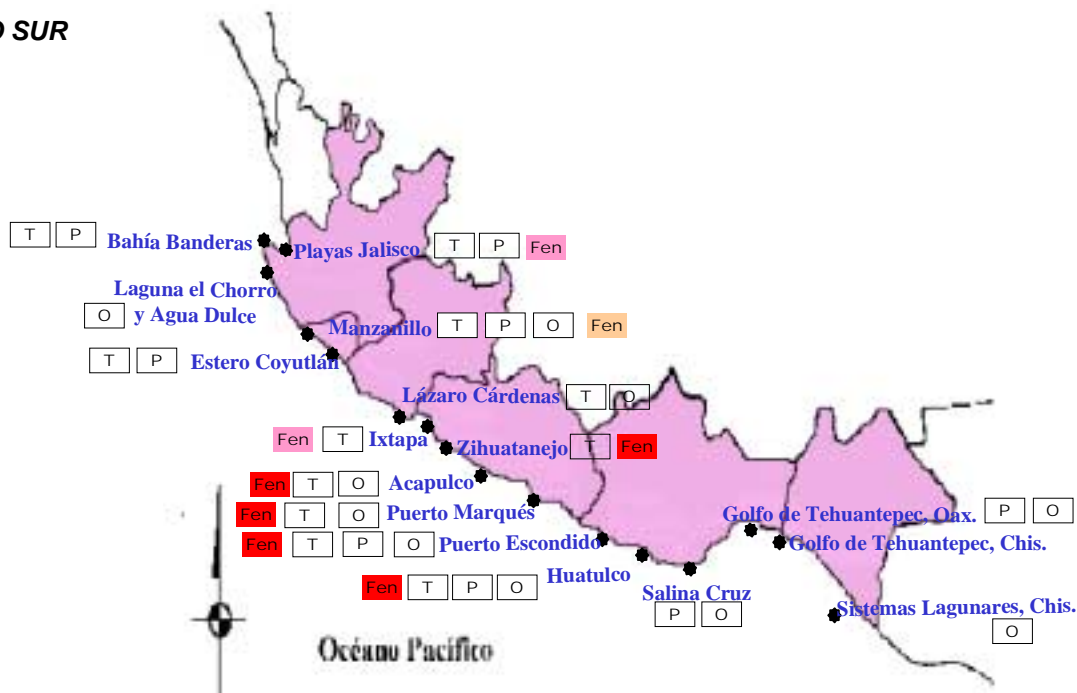 O SUR
T P Bahía Banderas
Playas Jalisco T P Fen
Laguna el Chorro
O y Agua Dulce
Manzanillo T P O Fen
T P Estero Coyutlán
Lázaro Cárdenas T O
Fen T Ixtapa
Zihuatanejo T Fen
Fen T O Acapulco
Fen T O Puerto Marqués
Golfo de Tehuantepec, Oax. P O
Fen T P O Puerto Escondido
Golfo de Tehuantepec, Chis.
Huatulco
Fen T P O
Salina Cruz
P O
Sistemas Lagunares, Chis.
O
Océano Pacífico